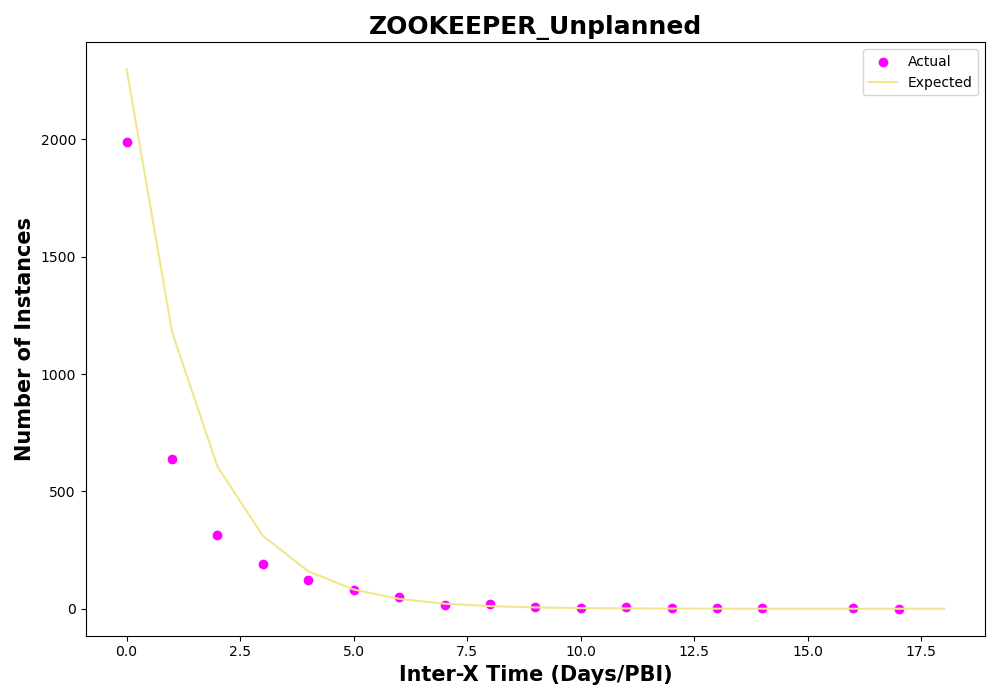 ZOOKEEPER_Unplanned
Actual
Expected
Number of Instances
2000
1500
1000
500
0
0.0 2.5 5.0 7.5 10.0 12.5 15.0 17.5
Inter-X Time (Days/PBI)